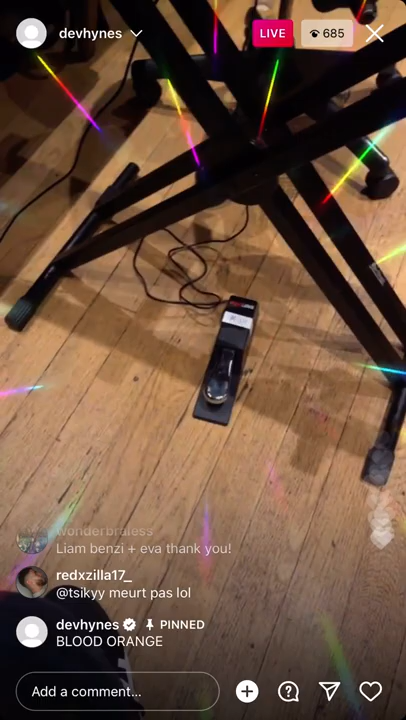 devhynes
LIVE
685
wonderbraless
Liam benzi + eva thank you!
redxzilla17_
@tsikyy meurt pas lol
devhynes PINNED
BLOOD ORANGE
Add a comment...